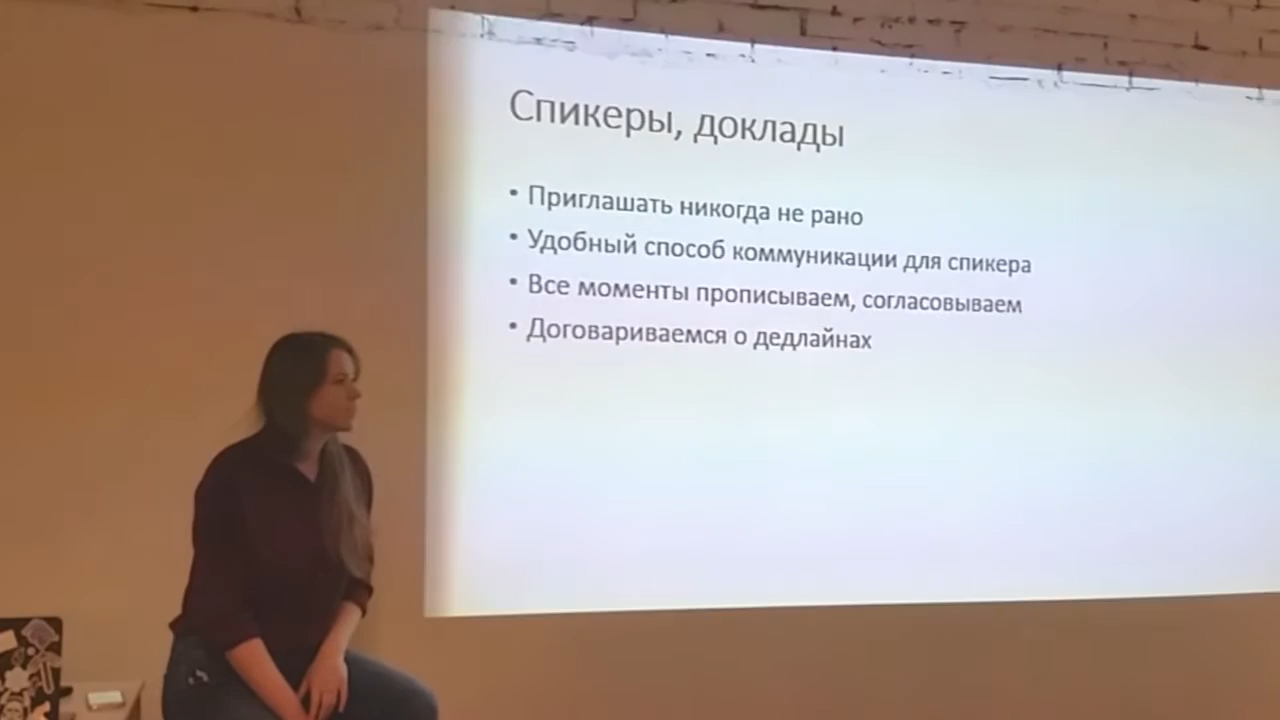 Спикеры, доклады
• Приглашать никогда не рано
• Удобный способ коммуникации для спикера
• Все моменты прописываем, согласовываем
• Договариваемся о дедлайнах